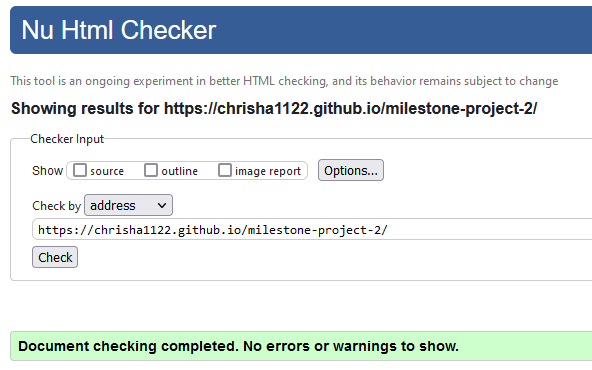 Nu Html Checker
This tool is an ongoing experiment in better HTML checking, and its behavior remains subject to change
Showing results for https://chrisha1122.github.io/milestone-project-2/
Checker Input
Show source outline image report Options...
Check by address
https://chrisha1122.github.io/milestone-project-2/
Check
Document checking completed. No errors or warnings to show.